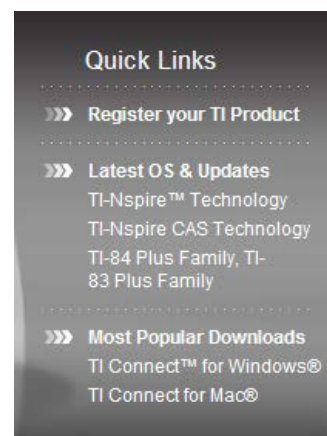 Quick Links
Register your TI Product
Latest OS & Updates
TI-Nspire™ Technology
TI-Nspire CAS Technology
TI-84 Plus Family, TI-
83 Plus Family
Most Popular Downloads
TI Connect™ for Windows®
TI Connect for Mac®